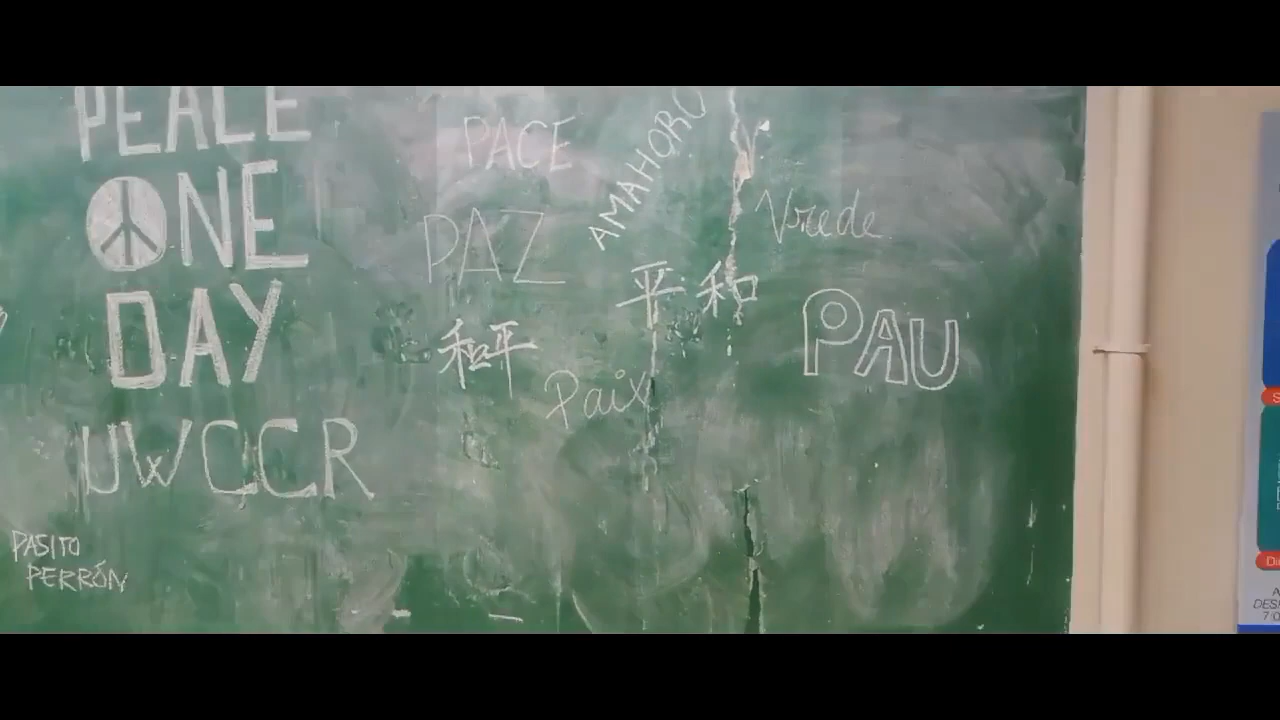 PEACE
ONE
DAY
UWCCR
PASITO
PERRÓN
PACE
AMAHORO
PAZ
Vrede
平和
和平
Paix
PAU